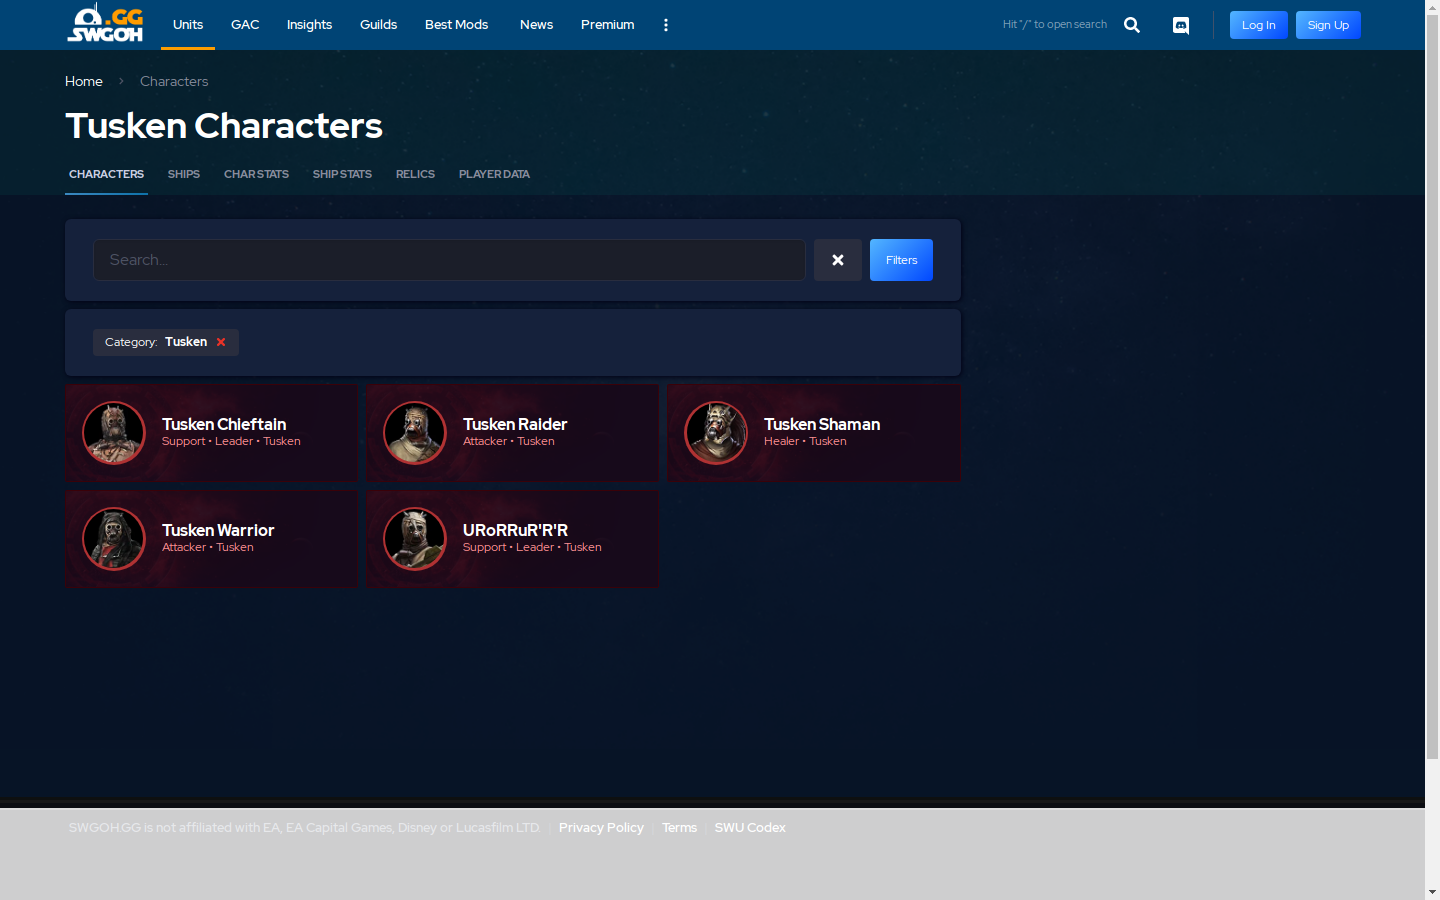 .GG
SWGOH
Units
GAC
Insights
Guilds
Best Mods
News
Premium
Hit "/" to open search
Log In
Sign Up
Home
Characters
Tusken Characters
CHARACTERS
SHIPS
CHAR STATS
SHIP STATS
RELICS
PLAYER DATA
Search...
Filters
Category: Tusken
Tusken Chieftain
Support • Leader • Tusken
Tusken Raider
Attacker • Tusken
Tusken Shaman
Healer • Tusken
Tusken Warrior
Attacker • Tusken
URoRRuR'R'R
Support • Leader • Tusken
SWGOH.GG is not affiliated with EA, EA Capital Games, Disney or Lucasfilm LTD. | Privacy Policy | Terms | SWU Codex